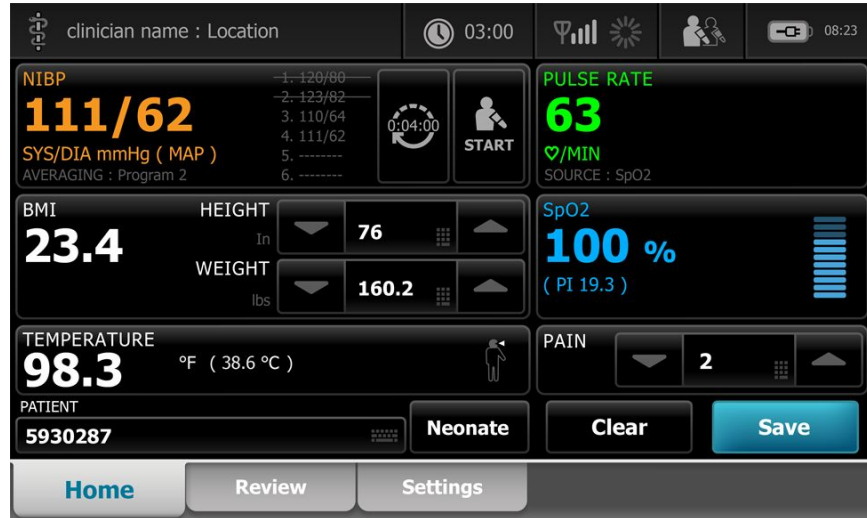 clinician name : Location
03:00
08:23
NIBP
111/62
SYS/DIA mmHg ( MAP )
AVERAGING : Program 2
1. 120/80
2. 123/82
3. 110/64
4. 111/62
5. --------
6. --------
0:04:00
START
PULSE RATE
63
♡/MIN
SOURCE : SpO2
BMI
23.4
HEIGHT
In
76
WEIGHT
lbs
160.2
SpO2
100 %
( PI 19.3 )
TEMPERATURE
98.3 °F ( 38.6 °C )
PAIN
2
PATIENT
5930287
Neonate
Clear
Save
Home
Review
Settings